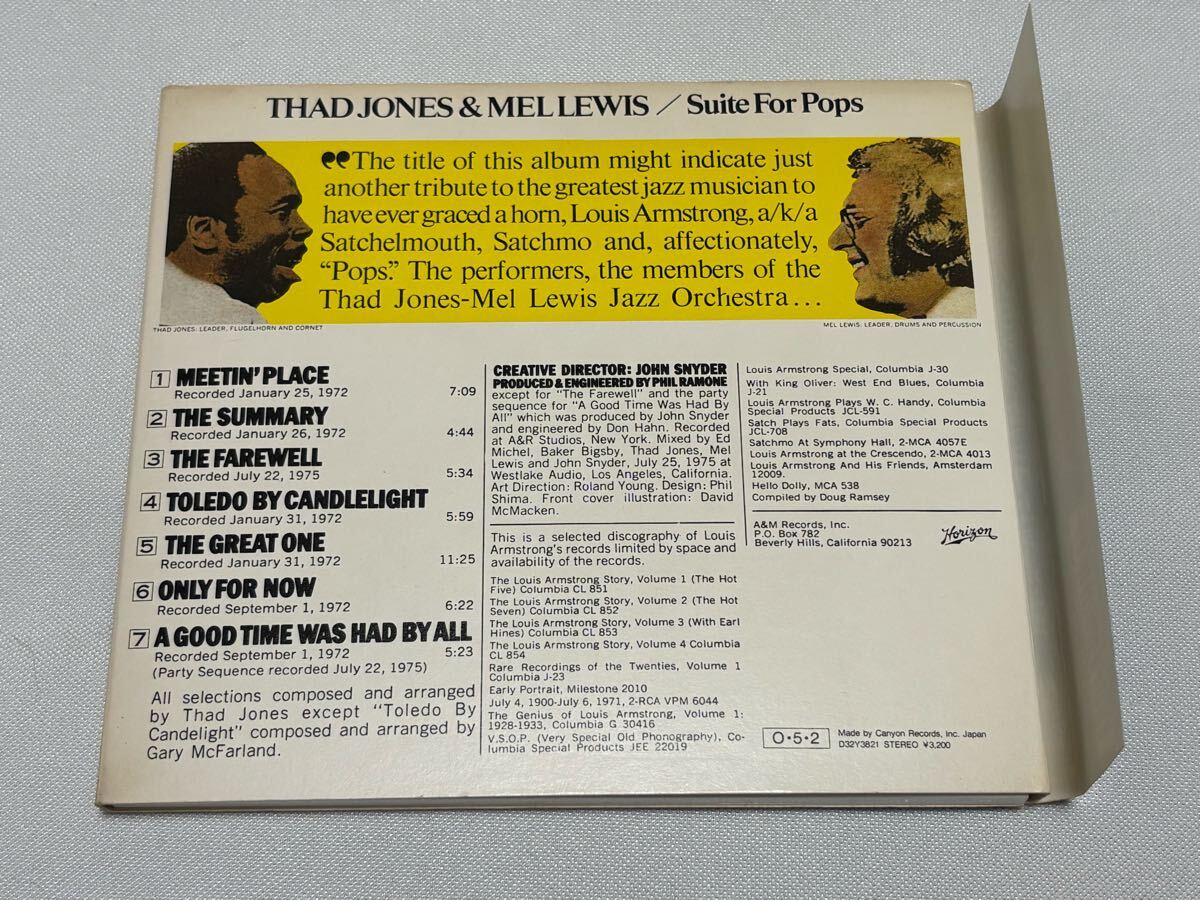 THAD JONES & MEL LEWIS / Suite For Pops
“The title of this album might indicate just
another tribute to the greatest jazz musician to
have ever graced a horn, Louis Armstrong, a/k/a
Satchelmouth, Satchmo and, affectionately,
“Pops.” The performers, the members of the
Thad Jones-Mel Lewis Jazz Orchestra...
THAD JONES: LEADER, FLUGELHORN AND CORNET
MEL LEWIS: LEADER, DRUMS AND PERCUSSION
1 MEETIN' PLACE
Recorded January 25, 1972 7:09
2 THE SUMMARY
Recorded January 26, 1972 4:44
3 THE FAREWELL
Recorded July 22, 1975 5:34
4 TOLEDO BY CANDLELIGHT
Recorded January 31, 1972 5:59
5 THE GREAT ONE
Recorded January 31, 1972 11:25
6 ONLY FOR NOW
Recorded September 1, 1972 6:22
7 A GOOD TIME WAS HAD BY ALL
Recorded September 1, 1972 5:23
(Party Sequence recorded July 22, 1975)
All selections composed and arranged
by Thad Jones except "Toledo By
Candelight" composed and arranged by
Gary McFarland.
CREATIVE DIRECTOR: JOHN SNYDER
PRODUCED & ENGINEERED BY PHIL RAMONE
except for "The Farewell" and the party
sequence for "A Good Time Was Had By
All" which was produced by John Snyder
and engineered by Don Hahn. Recorded
at A&R Studios, New York. Mixed by Ed
Michel, Baker Bigsby, Thad Jones, Mel
Lewis and John Snyder, July 25, 1975 at
Westlake Audio, Los Angeles, California.
Art Direction: Roland Young. Design: Phil
Shima. Front cover illustration: David
McMacken.
This is a selected discography of Louis
Armstrong's records limited by space and
availability of the records.
The Louis Armstrong Story, Volume 1 (The Hot
Five) Columbia CL 851
The Louis Armstrong Story, Volume 2 (The Hot
Seven) Columbia CL 852
The Louis Armstrong Story, Volume 3 (With Earl
Hines) Columbia CL 853
The Louis Armstrong Story, Volume 4 Columbia
CL 854
Rare Recordings of the Twenties, Volume 1
Columbia J-23
Early Portrait, Milestone 2010
July 4, 1900-July 6, 1971, 2-RCA VPM 6044
The Genius of Louis Armstrong, Volume 1:
1928-1933, Columbia G 30416
V.S.O.P. (Very Special Old Phonography), Co-
lumbia Special Products JEE 22019
Louis Armstrong Special, Columbia J-30
With King Oliver: West End Blues, Columbia
J-21
Louis Armstrong Plays W. C. Handy, Columbia
Special Products JCL-591
Satch Plays Fats, Columbia Special Products
JCL-708
Satchmo At Symphony Hall, 2-MCA 4057E
Louis Armstrong at the Crescendo, 2-MCA 4013
Louis Armstrong And His Friends, Amsterdam
12009.
Hello Dolly, MCA 538
Compiled by Doug Ramsey
A&M Records, Inc.
P.O. Box 782
Beverly Hills, California 90213
Horizon
0・5・2
Made by Canyon Records, Inc. Japan
D32Y3821 STEREO ¥3,200